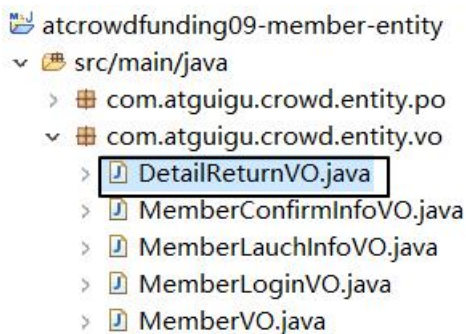 atcrowdfunding09-member-entity
src/main/java
com.atguigu.crowd.entity.po
com.atguigu.crowd.entity.vo
DetailReturnVO.java
MemberConfirmInfoVO.java
MemberLauchInfoVO.java
MemberLoginVO.java
MemberVO.java